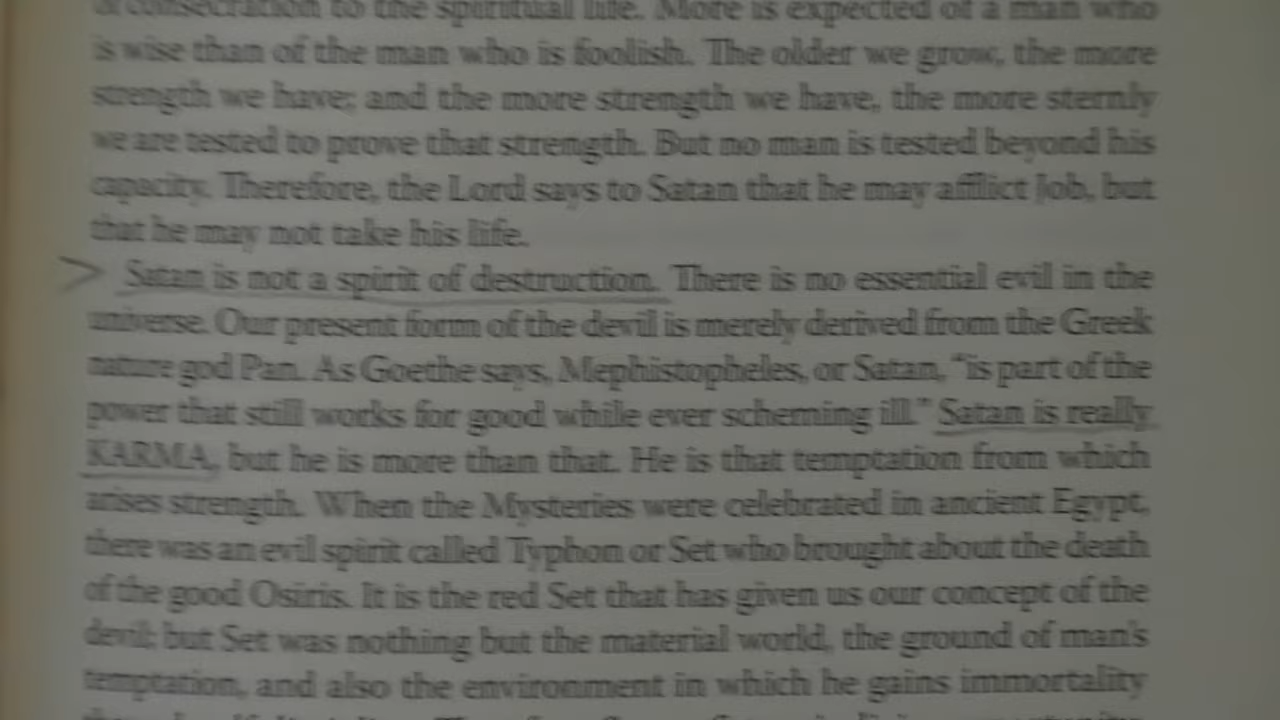 of consecration to the spiritual life. More is expected of a man who
is wise than of the man who is foolish. The older we grow, the more
strength we have; and the more strength we have, the more sternly
we are tested to prove that strength. But no man is tested beyond his
capacity. Therefore, the Lord says to Satan that he may afflict Job, but
that he may not take his life.
Satan is not a spirit of destruction. There is no essential evil in the
universe. Our present form of the devil is merely derived from the Greek
nature god Pan. As Goethe says, Mephistopheles, or Satan, “is part of the
power that still works for good while ever scheming ill.” Satan is really
KARMA, but he is more than that. He is that temptation from which
arises strength. When the Mysteries were celebrated in ancient Egypt,
there was an evil spirit called Typhon or Set who brought about the death
of the good Osiris. It is the red Set that has given us our concept of the
devil; but Set was nothing but the material world, the ground of man's
temptation, and also the environment in which he gains immortality